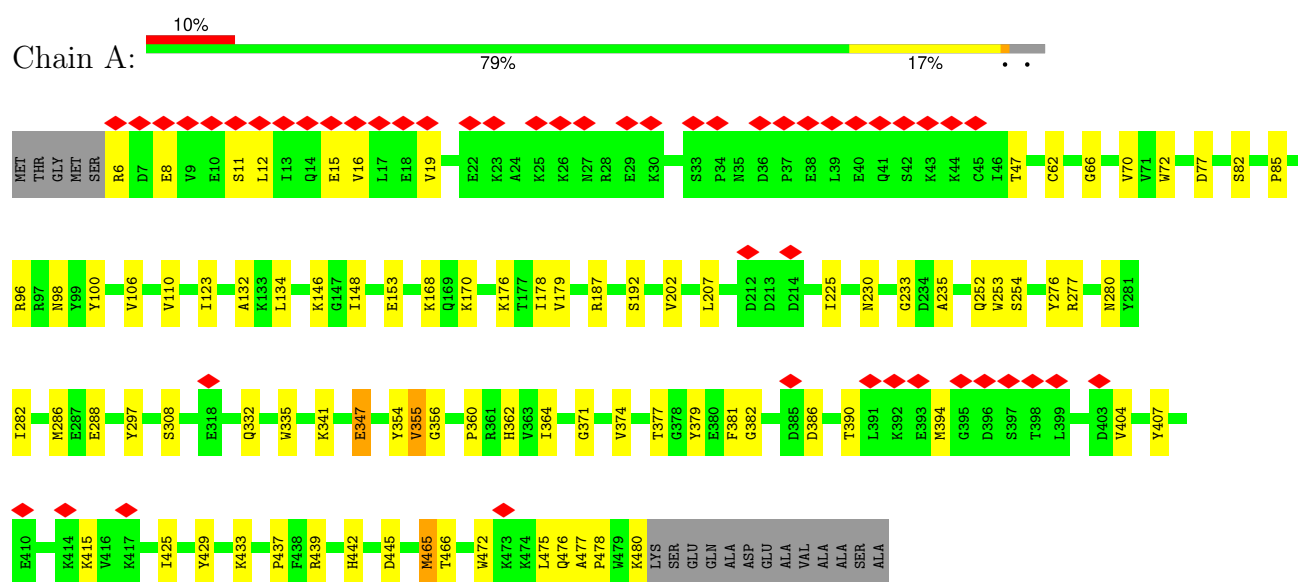 10%
Chain A:
79% 17% • •
MET THR GLY MET SER R6 D7 E8 V9 E10 S11 L12 I13 Q14 E15 V16 L17 E18 V19 E22 K23 A24 K25 K26 N27 R28 E29 K30 S33 P34 N35 D36 P37 E38 L39 E40 Q41 S42 K43 K44 C45 I46 T47 C62 G66 V70 V71 W72 D77 S82 P85
R96 R97 N98 Y99 Y100 V106 V110 I123 A132 K133 L134 K146 G147 I148 E153 K168 Q169 K170 K176 T177 I178 V179 R187 S192 V202 L207 D212 D213 D214 I225 N230 G233 D234 A235 Q252 W253 S254 Y276 R277 N280 Y281
I282 M286 E287 E288 Y297 S308 E318 Q332 W335 K341 E347 Y354 V355 G356 P360 R361 H362 V363 I364 G371 V374 T377 G378 Y379 E380 F381 G382 D385 D386 T390 L391 K392 E393 M394 G395 D396 S397 T398 L399 D403 V404 Y407
E410 K414 K415 V416 K417 I425 Y429 K433 P437 F438 R439 H442 D445 M465 T466 W472 K473 K474 L475 Q476 A477 P478 W479 K480 LYS SER GLU GLN ALA ASP GLU ALA VAL ALA ALA SER ALA